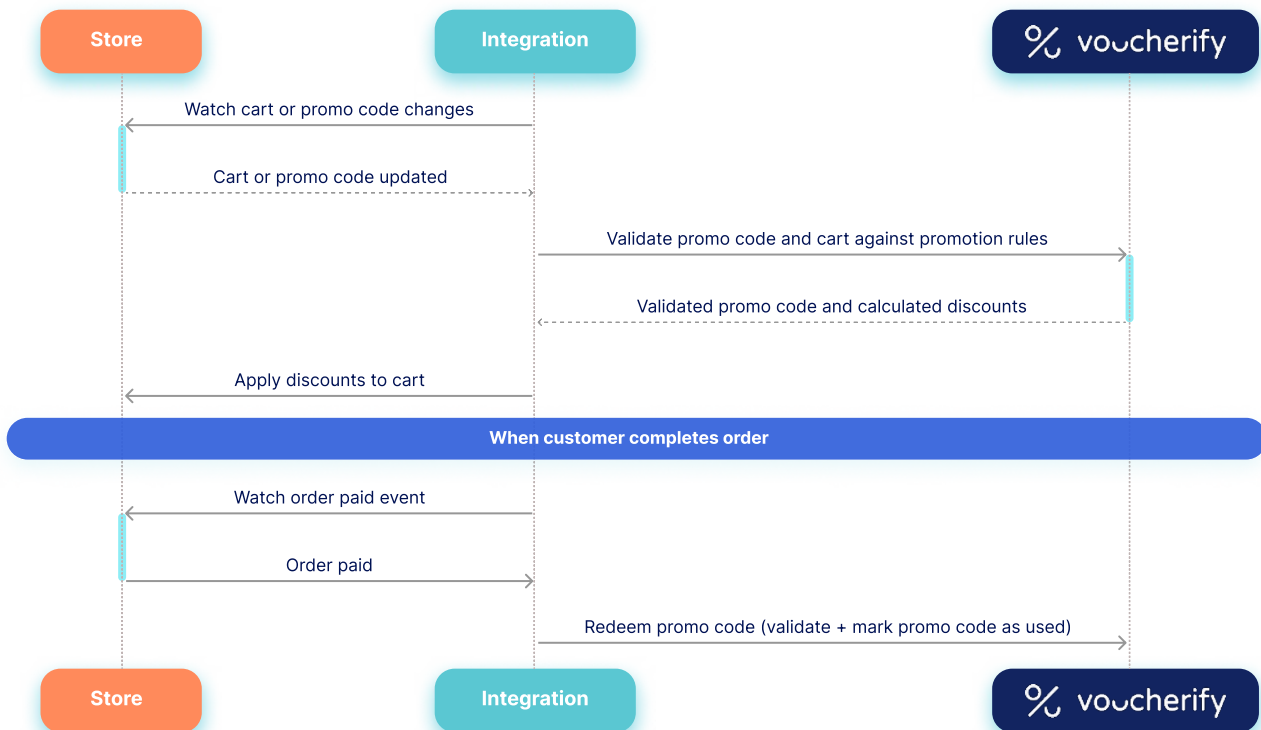 Store
Integration
voucherify
Watch cart or promo code changes
Cart or promo code updated
Validate promo code and cart against promotion rules
Validated promo code and calculated discounts
Apply discounts to cart
When customer completes order
Watch order paid event
Order paid
Redeem promo code (validate + mark promo code as used)
Store
Integration
voucherify